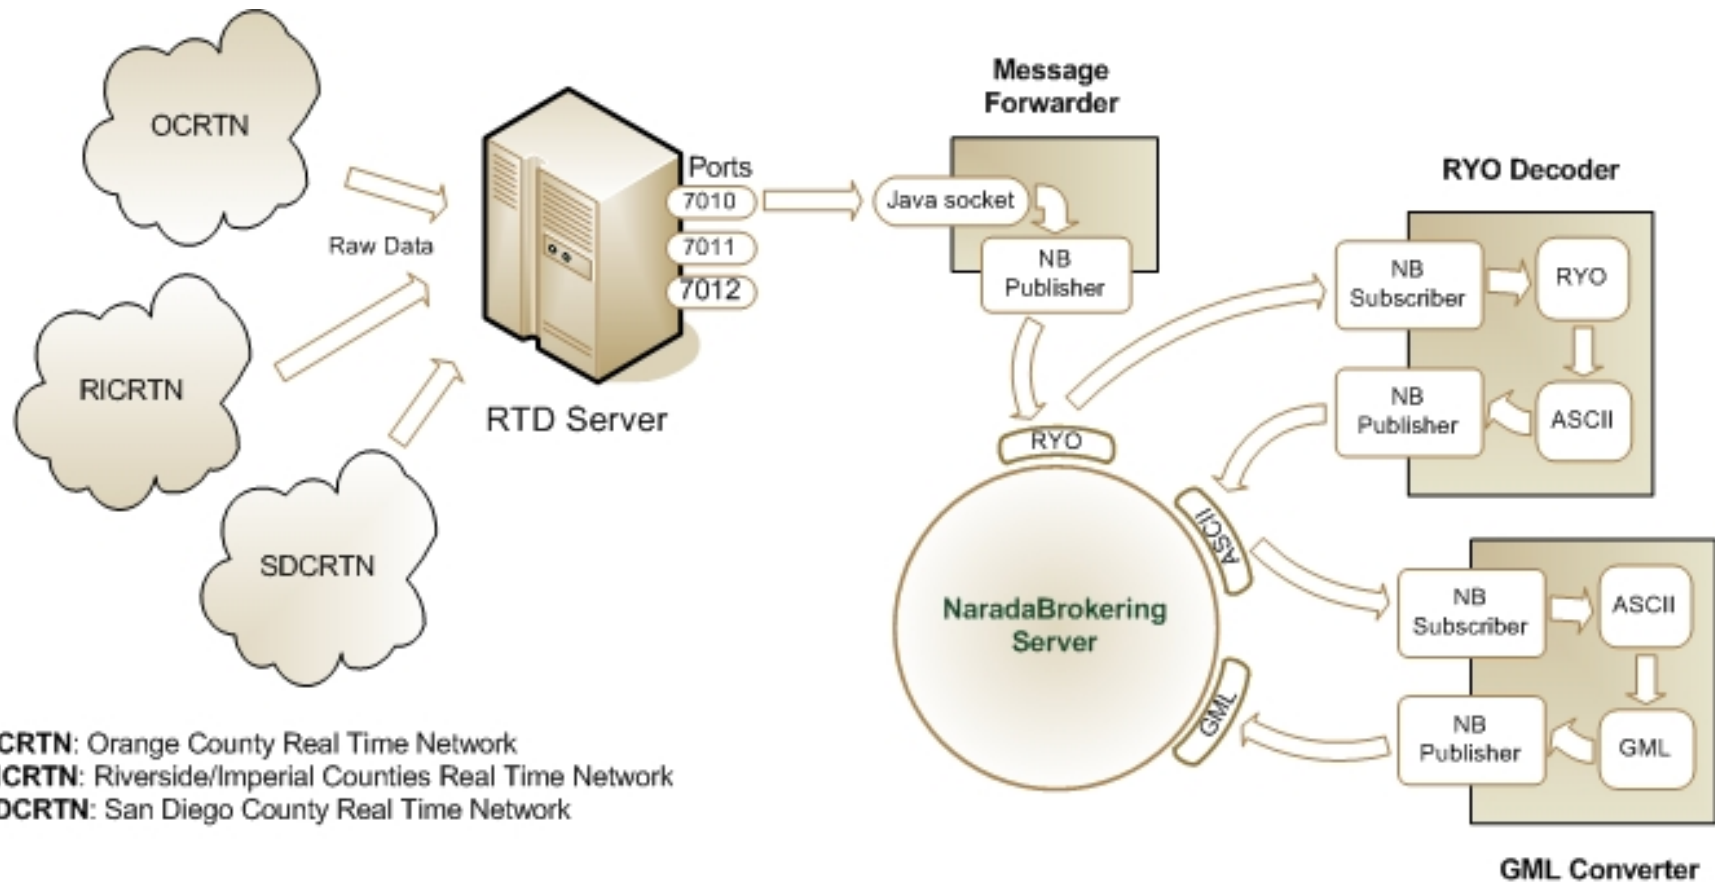 OCRTN
Raw Data
RICRTN
SDCRTN
RTD Server
Ports
7010
7011
7012
Message
Forwarder
Java socket
NB
Publisher
RYO Decoder
NB
Subscriber
RYO
ASCII
NB
Publisher
RYO
ASCII
GML
NaradaBrokering
Server
NB
Subscriber
ASCII
GML
NB
Publisher
GML Converter
CRTN: Orange County Real Time Network
ICRTN: Riverside/Imperial Counties Real Time Network
DCRTN: San Diego County Real Time Network